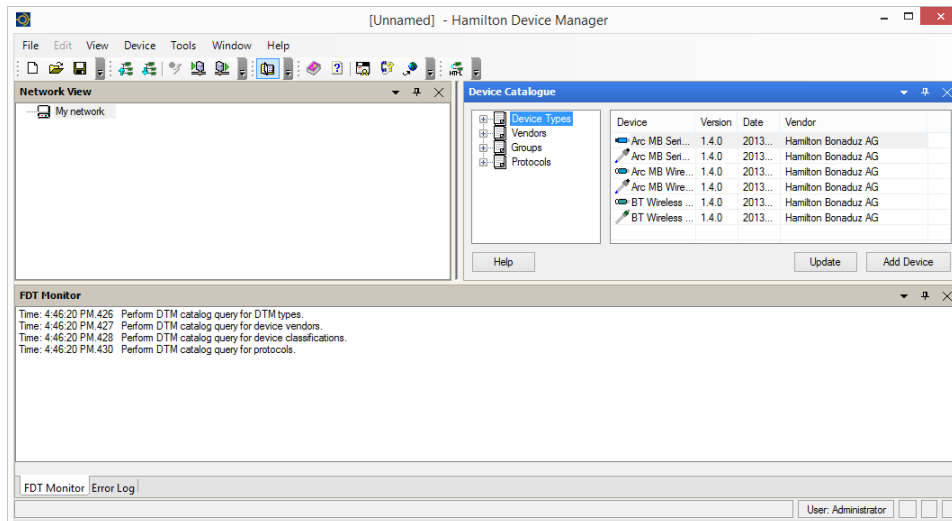 [Unnamed] - Hamilton Device Manager
File Edit View Device Tools Window Help
HTML
Network View
My network
Device Catalogue
Device Types
Vendors
Groups
Protocols
Device Version Date Vendor
Arc MB Seri... 1.4.0 2013... Hamilton Bonaduz AG
Arc MB Seri... 1.4.0 2013... Hamilton Bonaduz AG
Arc MB Wire... 1.4.0 2013... Hamilton Bonaduz AG
Arc MB Wire... 1.4.0 2013... Hamilton Bonaduz AG
BT Wireless ... 1.4.0 2013... Hamilton Bonaduz AG
BT Wireless ... 1.4.0 2013... Hamilton Bonaduz AG
Help Update Add Device
FDT Monitor
Time: 4:46:20 PM.426 Perform DTM catalog query for DTM types.
Time: 4:46:20 PM.427 Perform DTM catalog query for device vendors.
Time: 4:46:20 PM.428 Perform DTM catalog query for device classifications.
Time: 4:46:20 PM.430 Perform DTM catalog query for protocols.
FDT Monitor Error Log
User: Administrator